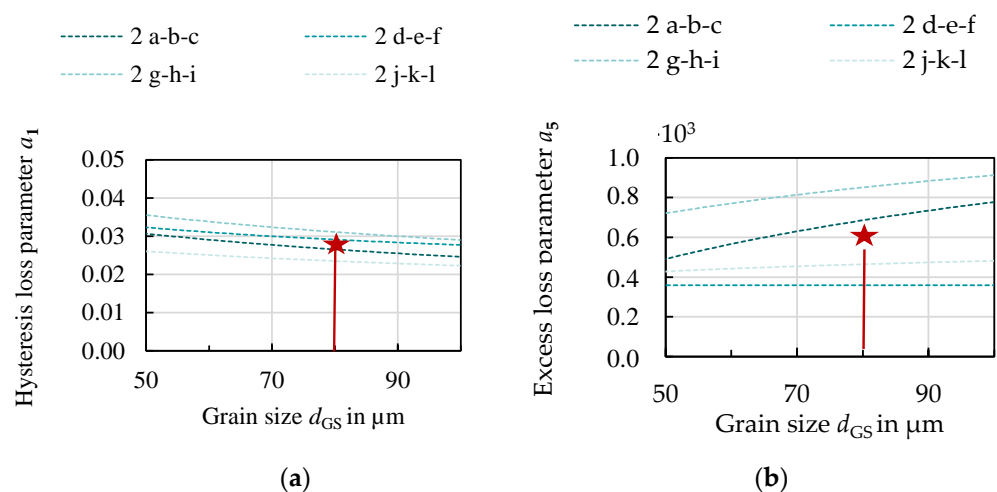 2 a-b-c 2 d-e-f
2 g-h-i 2 j-k-l
Hysteresis loss parameter a1
0.05
0.04
0.03
0.02
0.01
0.00
50 70 90
Grain size dGS in µm
(a)
2 a-b-c 2 d-e-f
2 g-h-i 2 j-k-l
·10³
Excess loss parameter a5
1.0
0.8
0.6
0.4
0.2
0.0
50 70 90
Grain size dGS in µm
(b)